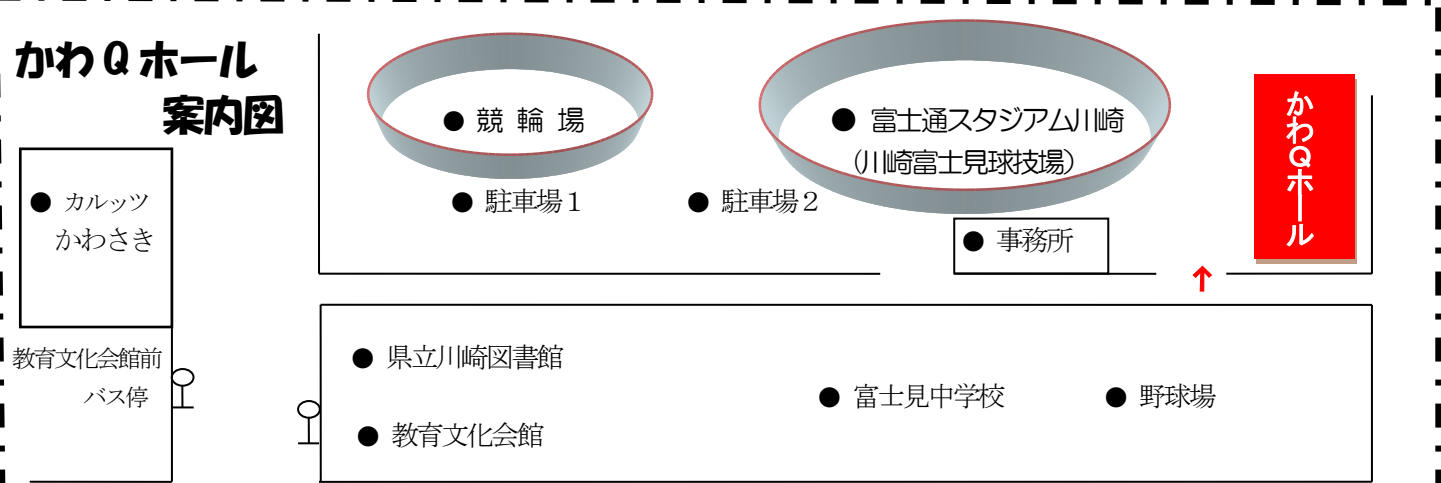 かわQホール
案内図
● 競 輪 場
● 富士通スタジアム川崎
(川崎富士見球技場)
かわQホール
● カルッツ
かわさき
● 駐車場1
● 駐車場2
● 事務所
↑
教育文化会館前
バス停
● 県立川崎図書館
● 富士見中学校
● 野球場
● 教育文化会館